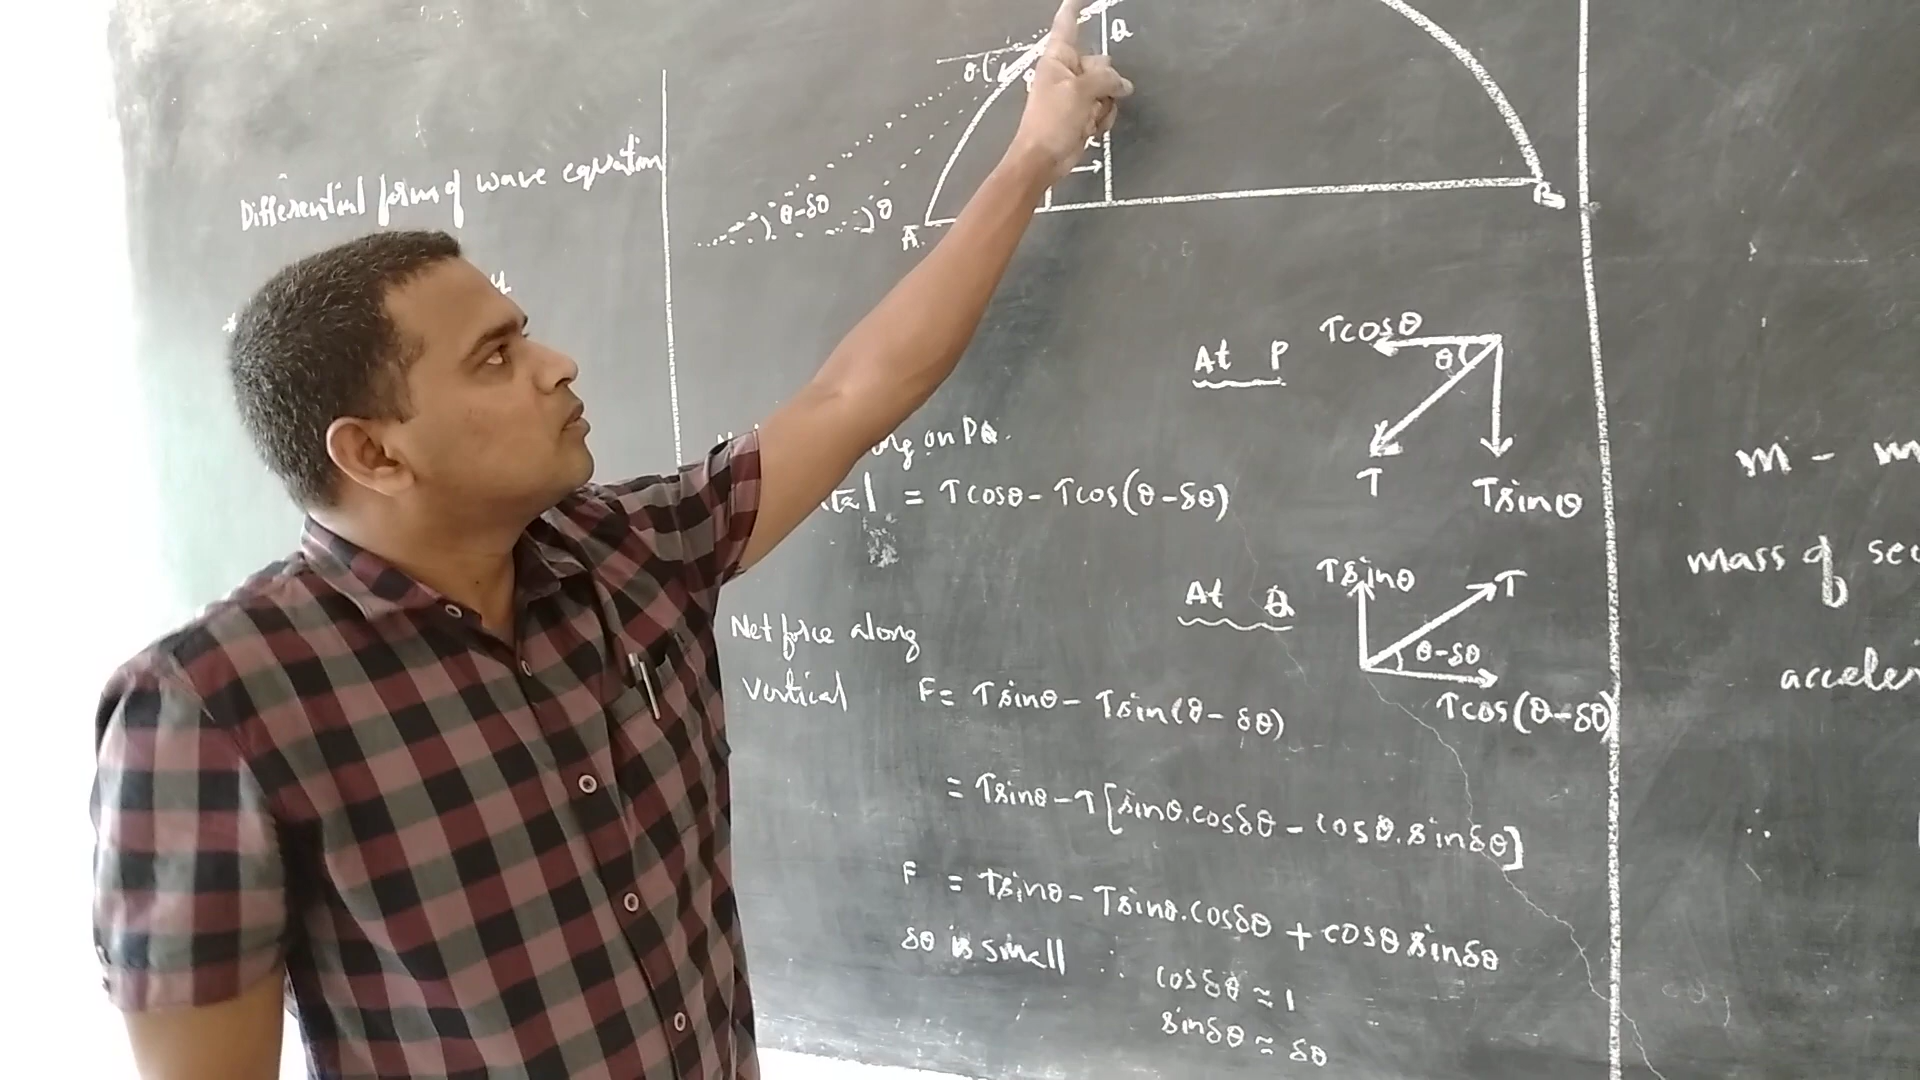 Differential form of wave equation
y
*
Q
θ
θ-δθ
θ
A
B
At P
Tcosθ
θ
T
Tsinθ
on PQ.
= Tcosθ - Tcos(θ-δθ)
At Q
Tsinθ
T
θ-δθ
Tcos(θ-δθ)
Net force along
vertical F = Tsinθ - Tsin(θ-δθ)
= Tsinθ - T[sinθ.cosδθ - cosθ.sinδθ]
F = Tsinθ - Tsinθ.cosδθ + cosθ sinδθ
δθ is small ∴ cosδθ ≈ 1
sinδθ ≈ δθ
m - m
mass of sec
acceler
∴